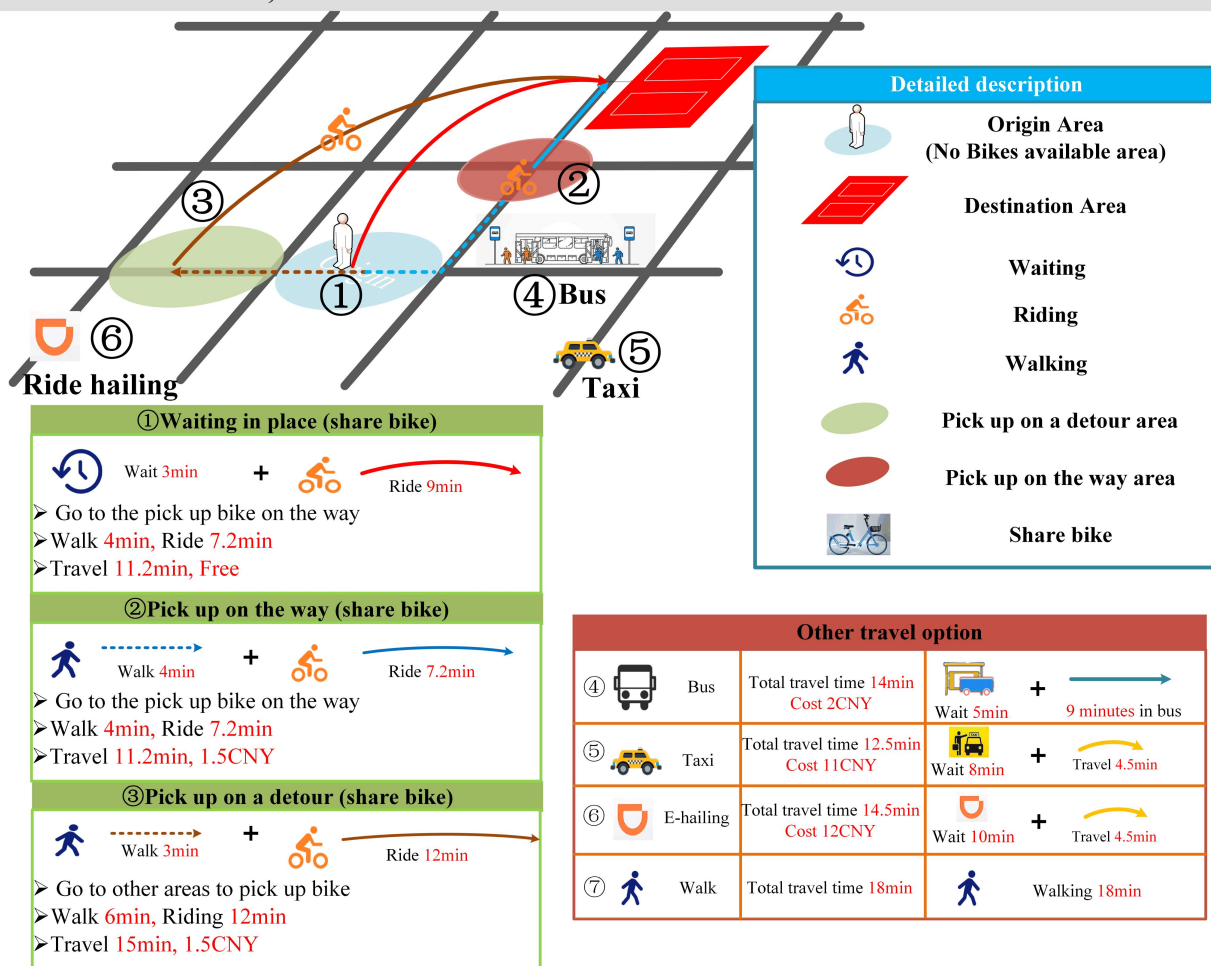 ③
②
①
④ Bus
⑥
Ride hailing
⑤
Taxi
Detailed description
Origin Area
(No Bikes available area)
Destination Area
Waiting
Riding
Walking
Pick up on a detour area
Pick up on the way area
Share bike
①Waiting in place (share bike)
Wait 3min
+
Ride 9min
➢ Go to the pick up bike on the way
➢Walk 4min, Ride 7.2min
➢Travel 11.2min, Free
②Pick up on the way (share bike)
Walk 4min
+
Ride 7.2min
➢ Go to the pick up bike on the way
➢Walk 4min, Ride 7.2min
➢Travel 11.2min, 1.5CNY
③Pick up on a detour (share bike)
Walk 3min
+
Ride 12min
➢ Go to other areas to pick up bike
➢Walk 6min, Riding 12min
➢Travel 15min, 1.5CNY
Other travel option
④ Bus
Total travel time 14min
Cost 2CNY
Wait 5min
+
9 minutes in bus
⑤ Taxi
Total travel time 12.5min
Cost 11CNY
Wait 8min
+
Travel 4.5min
⑥ E-hailing
Total travel time 14.5min
Cost 12CNY
Wait 10min
+
Travel 4.5min
⑦ Walk
Total travel time 18min
Walking 18min